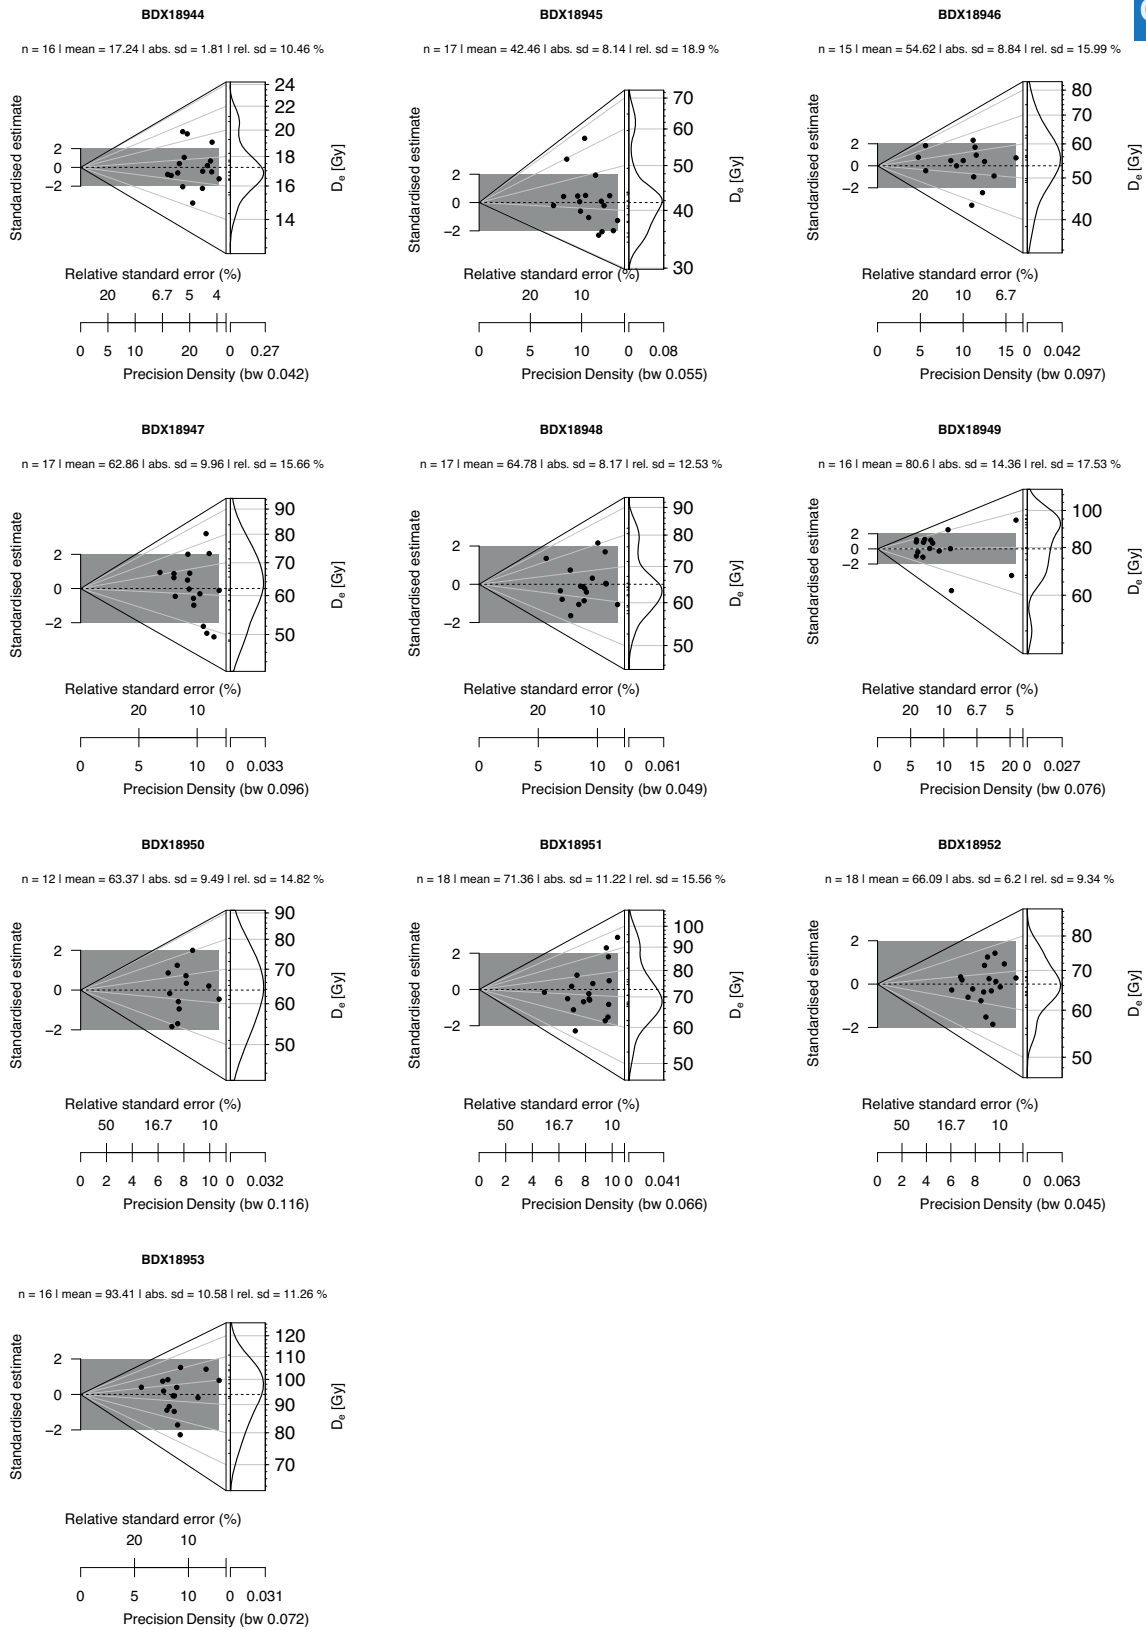 BDX18944
n = 16 | mean = 17.24 | abs. sd = 1.81 | rel. sd = 10.46 %
Standardised estimate
2
0
−2
24
22
20
18
16
14
De [Gy]
Relative standard error (%)
20 6.7 5 4
0 5 10 20 0 0.27
Precision Density (bw 0.042)
BDX18945
n = 17 | mean = 42.46 | abs. sd = 8.14 | rel. sd = 18.9 %
Standardised estimate
2
0
−2
70
60
50
40
30
De [Gy]
Relative standard error (%)
20 10
0 5 10 0 0.08
Precision Density (bw 0.055)
BDX18946
n = 15 | mean = 54.62 | abs. sd = 8.84 | rel. sd = 15.99 %
Standardised estimate
2
0
−2
80
70
60
50
40
De [Gy]
Relative standard error (%)
20 10 6.7
0 5 10 15 0 0.042
Precision Density (bw 0.097)
BDX18947
n = 17 | mean = 62.86 | abs. sd = 9.96 | rel. sd = 15.66 %
Standardised estimate
2
0
−2
90
80
70
60
50
De [Gy]
Relative standard error (%)
20 10
0 5 10 0 0.033
Precision Density (bw 0.096)
BDX18948
n = 17 | mean = 64.78 | abs. sd = 8.17 | rel. sd = 12.53 %
Standardised estimate
2
0
−2
90
80
70
60
50
De [Gy]
Relative standard error (%)
20 10
0 5 10 0 0.061
Precision Density (bw 0.049)
BDX18949
n = 16 | mean = 80.6 | abs. sd = 14.36 | rel. sd = 17.53 %
Standardised estimate
2
0
−2
100
80
60
De [Gy]
Relative standard error (%)
20 10 6.7 5
0 5 10 15 20 0 0.027
Precision Density (bw 0.076)
BDX18950
n = 12 | mean = 63.37 | abs. sd = 9.49 | rel. sd = 14.82 %
Standardised estimate
2
0
−2
90
80
70
60
50
De [Gy]
Relative standard error (%)
50 16.7 10
0 2 4 6 8 10 0 0.032
Precision Density (bw 0.116)
BDX18951
n = 18 | mean = 71.36 | abs. sd = 11.22 | rel. sd = 15.56 %
Standardised estimate
2
0
−2
100
90
80
70
60
50
De [Gy]
Relative standard error (%)
50 16.7 10
0 2 4 6 8 10 0 0.041
Precision Density (bw 0.066)
BDX18952
n = 18 | mean = 66.09 | abs. sd = 6.2 | rel. sd = 9.34 %
Standardised estimate
2
0
−2
80
70
60
50
De [Gy]
Relative standard error (%)
50 16.7 10
0 2 4 6 8 0 0.063
Precision Density (bw 0.045)
BDX18953
n = 16 | mean = 93.41 | abs. sd = 10.58 | rel. sd = 11.26 %
Standardised estimate
2
0
−2
120
110
100
90
80
70
De [Gy]
Relative standard error (%)
20 10
0 5 10 0 0.031
Precision Density (bw 0.072)